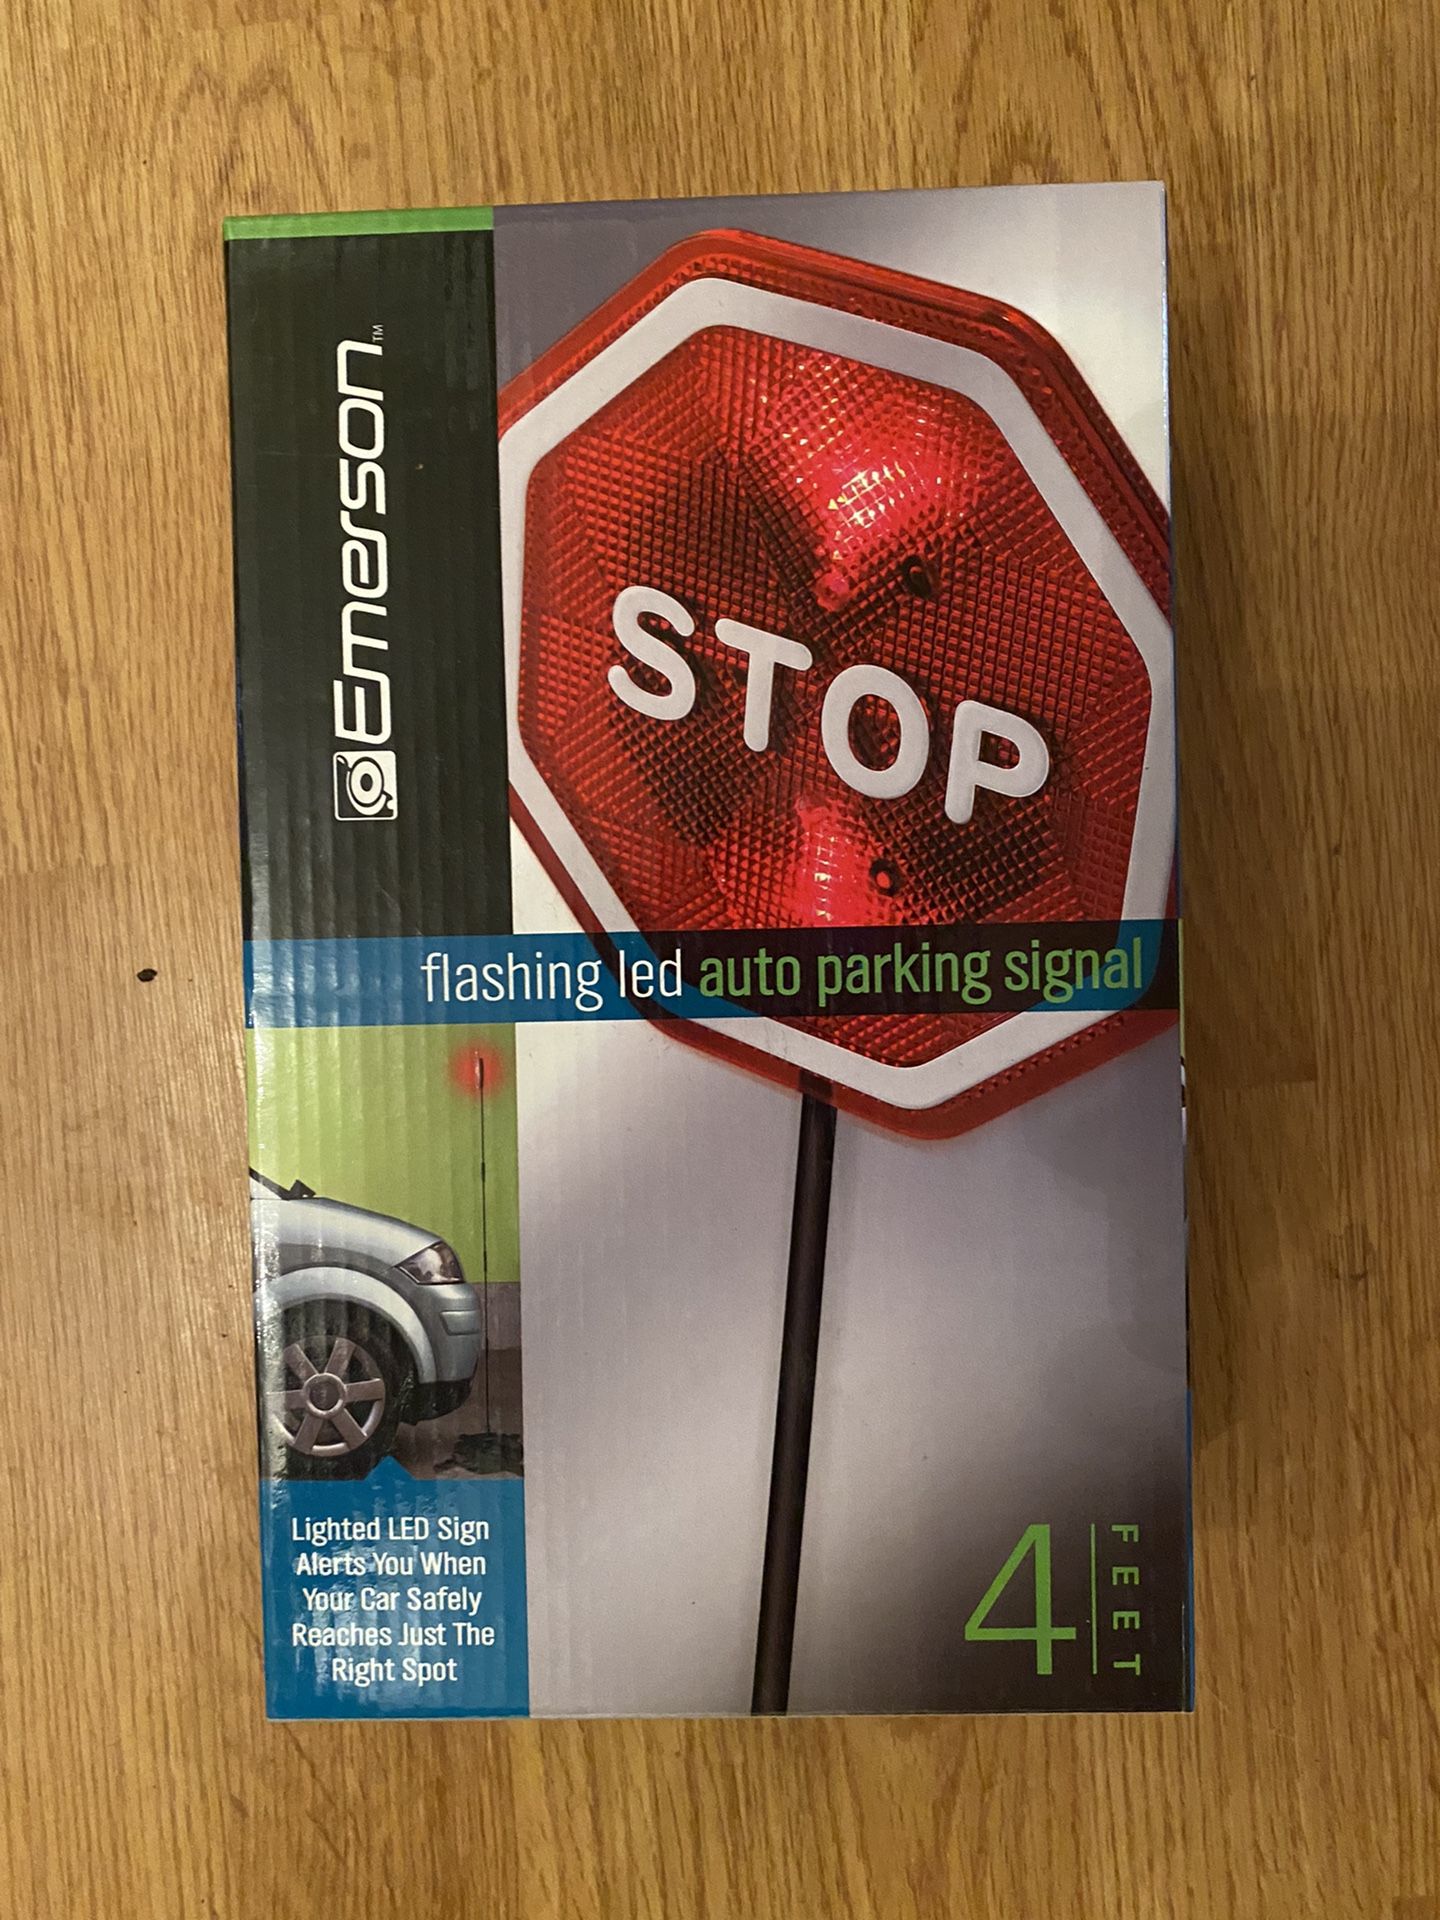 Emerson™
STOP
flashing led auto parking signal
Lighted LED Sign
Alerts You When
Your Car Safely
Reaches Just The
Right Spot
4 FEET